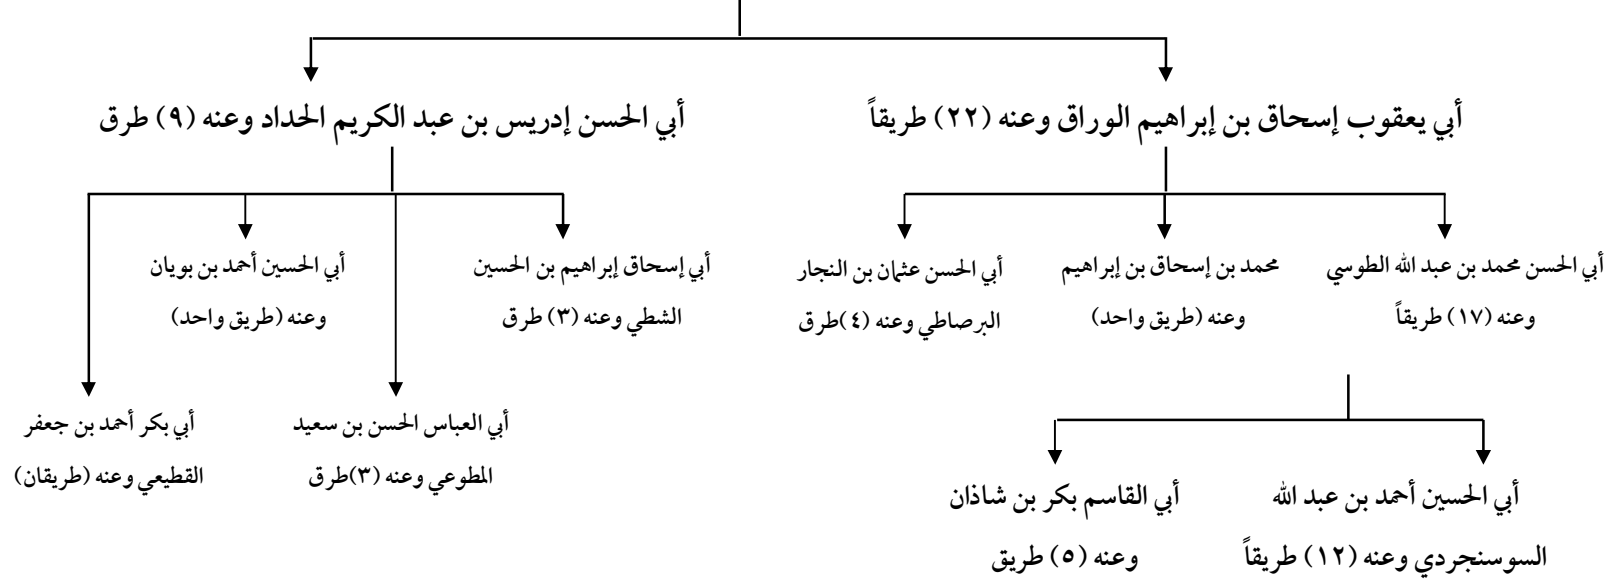 أبي يعقوب إسحاق بن إبراهيم الوراق وعنه (٢٢) طريقاً
أبي الحسن إدريس بن عبد الكريم الحداد وعنه (٩) طرق
أبي الحسن محمد بن عبد الله الطوسي
وعنه (١٧) طريقاً
محمد بن إسحاق بن إبراهيم
وعنه (طريق واحد)
أبي الحسن عثمان بن النجار
البرصاطي وعنه (٤)طرق
أبي إسحاق إبراهيم بن الحسين
الشطي وعنه (٣) طرق
أبي الحسين أحمد بن بويان
وعنه (طريق واحد)
أبي العباس الحسن بن سعيد
المطوعي وعنه (٣)طرق
أبي بكر أحمد بن جعفر
القطيعي وعنه (طريقان)
أبي الحسين أحمد بن عبد الله
السوسنجردي وعنه (١٢) طريقاً
أبي القاسم بكر بن شاذان
وعنه (٥) طريق